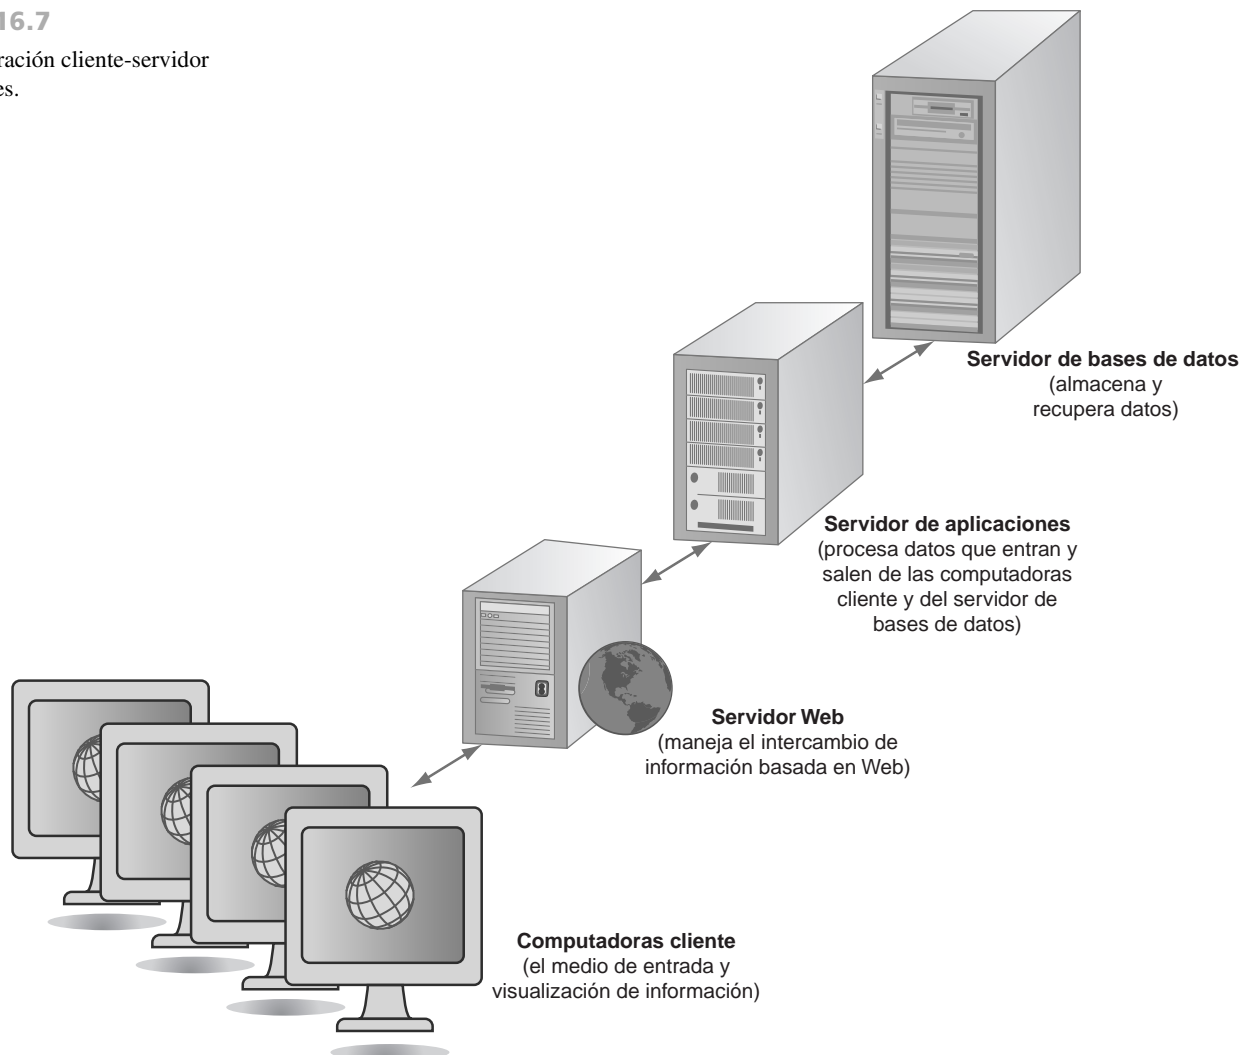 16.7
ración cliente-servidor
es.
Servidor de bases de datos
(almacena y
recupera datos)
Servidor de aplicaciones
(procesa datos que entran y
salen de las computadoras
cliente y del servidor de
bases de datos)
Servidor Web
(maneja el intercambio de
información basada en Web)
Computadoras cliente
(el medio de entrada y
visualización de información)